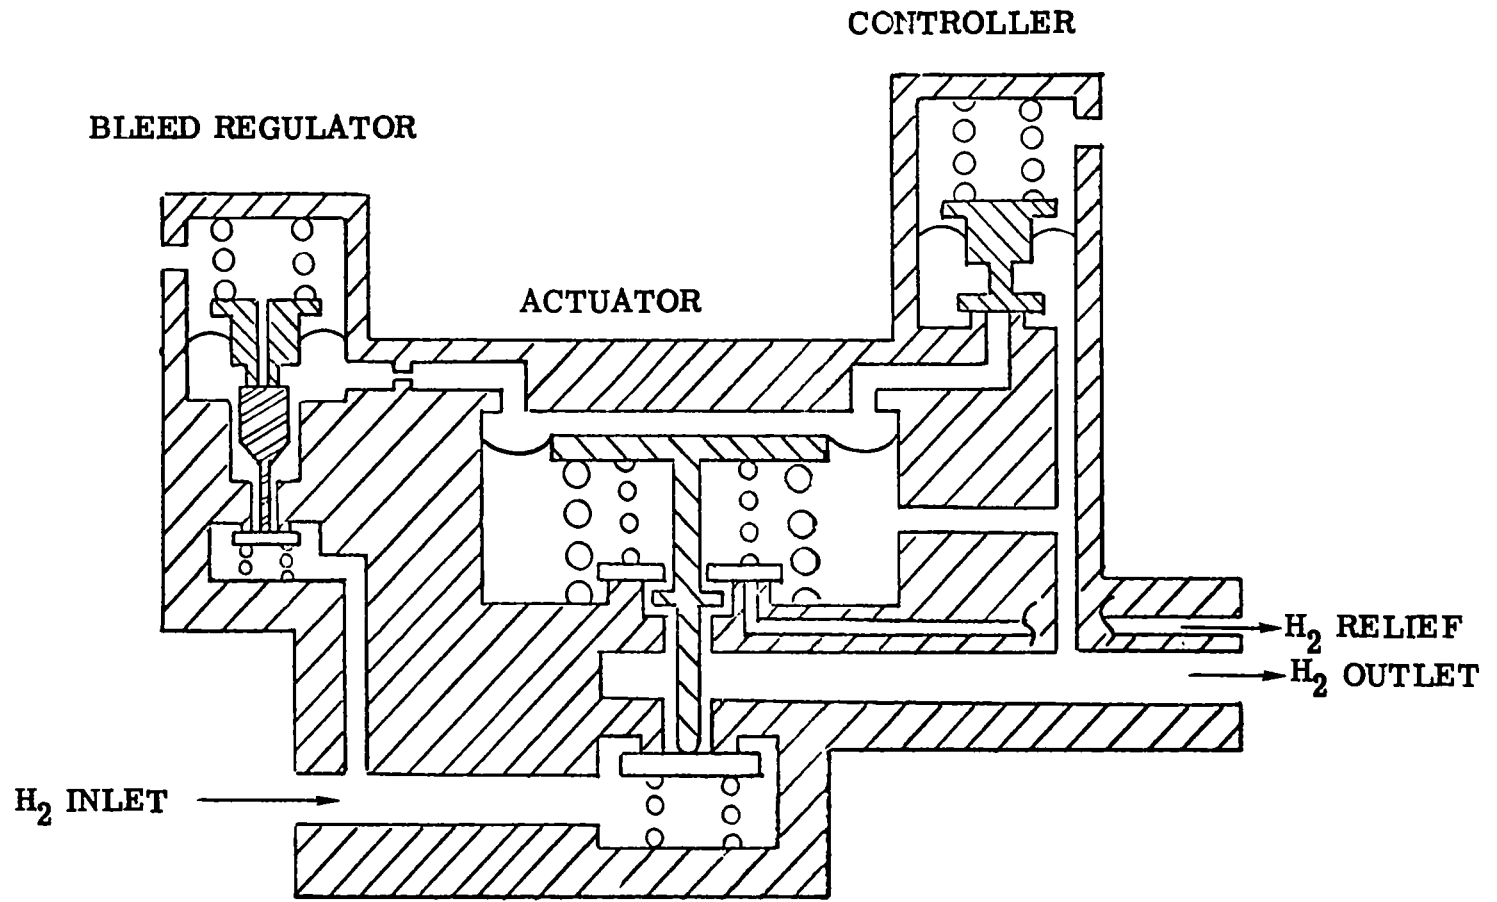 CONTROLLER
BLEED REGULATOR
ACTUATOR
H2 RELIEF
H2 OUTLET
H2 INLET